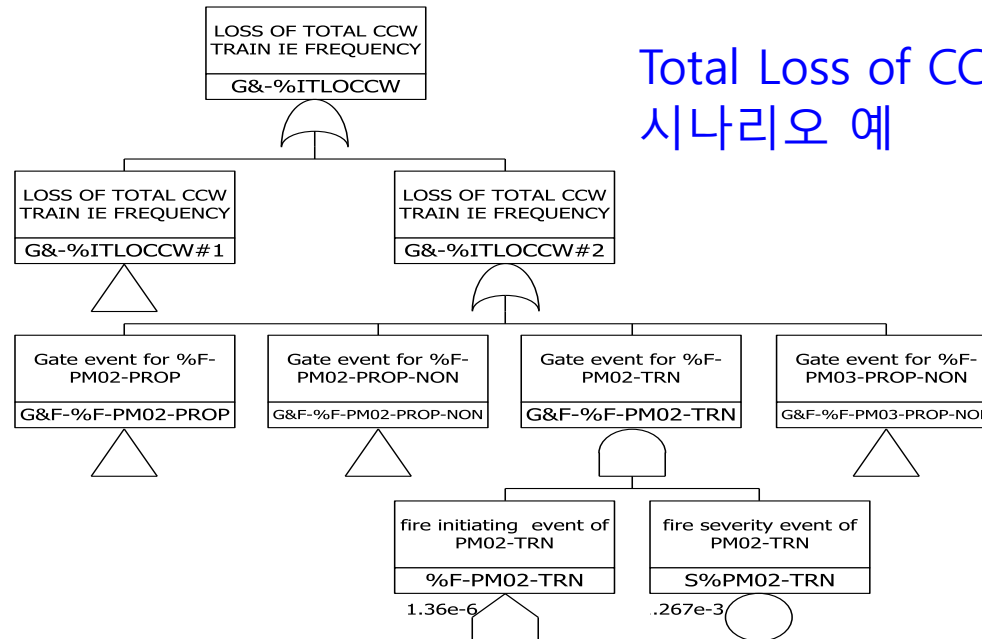 LOSS OF TOTAL CCW
TRAIN IE FREQUENCY
G&-%ITLOCCW
Total Loss of CC
시나리오 예
LOSS OF TOTAL CCW
TRAIN IE FREQUENCY
G&-%ITLOCCW#1
LOSS OF TOTAL CCW
TRAIN IE FREQUENCY
G&-%ITLOCCW#2
Gate event for %F-
PM02-PROP
G&F-%F-PM02-PROP
Gate event for %F-
PM02-PROP-NON
G&F-%F-PM02-PROP-NON
Gate event for %F-
PM02-TRN
G&F-%F-PM02-TRN
Gate event for %F-
PM03-PROP-NON
G&F-%F-PM03-PROP-NON
fire initiating event of
PM02-TRN
%F-PM02-TRN
1.36e-6
fire severity event of
PM02-TRN
S%PM02-TRN
.267e-3